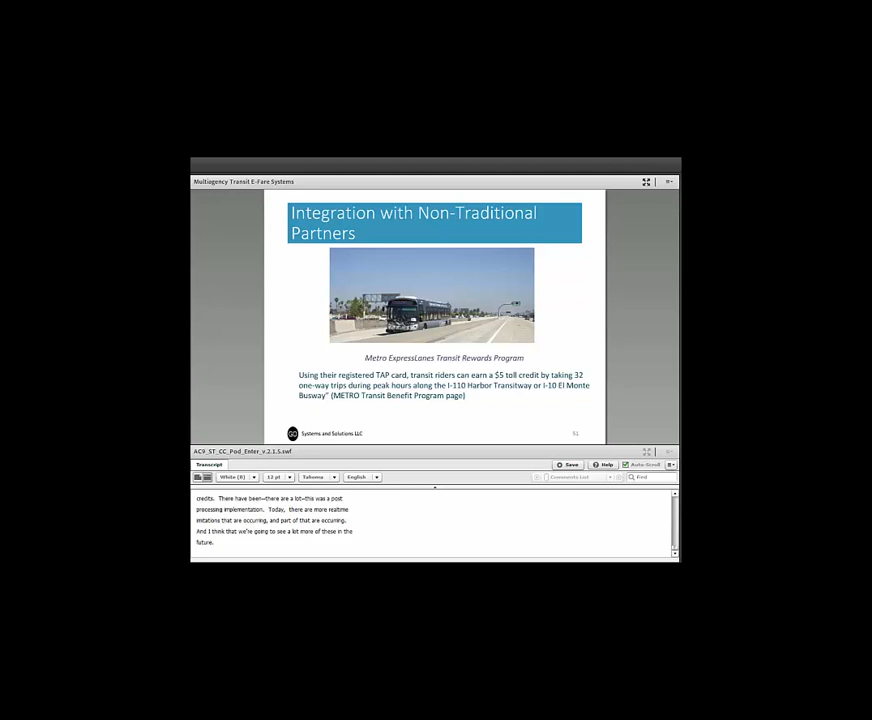 Multiagency Transit E-Fare Systems
Integration with Non-Traditional
Partners
Metro ExpressLanes Transit Rewards Program
Using their registered TAP card, transit riders can earn a $5 toll credit by taking 32
one-way trips during peak hours along the I-110 Harbor Transitway or I-10 El Monte
Busway” (METRO Transit Benefit Program page)
GO Systems and Solutions LLC
51
AC9_ST_CC_Pod_Enter_v.2.1.5.swf
Transcript
Save
Help
Auto-Scroll
White (B)
12 pt
Tahoma
English
Comments List
Find
credits. There have been—there are a lot—this was a post
processing implementation. Today, there are more realtime
imitations that are occurring, and part of that are occurring.
And I think that we're going to see a lot more of these in the
future.